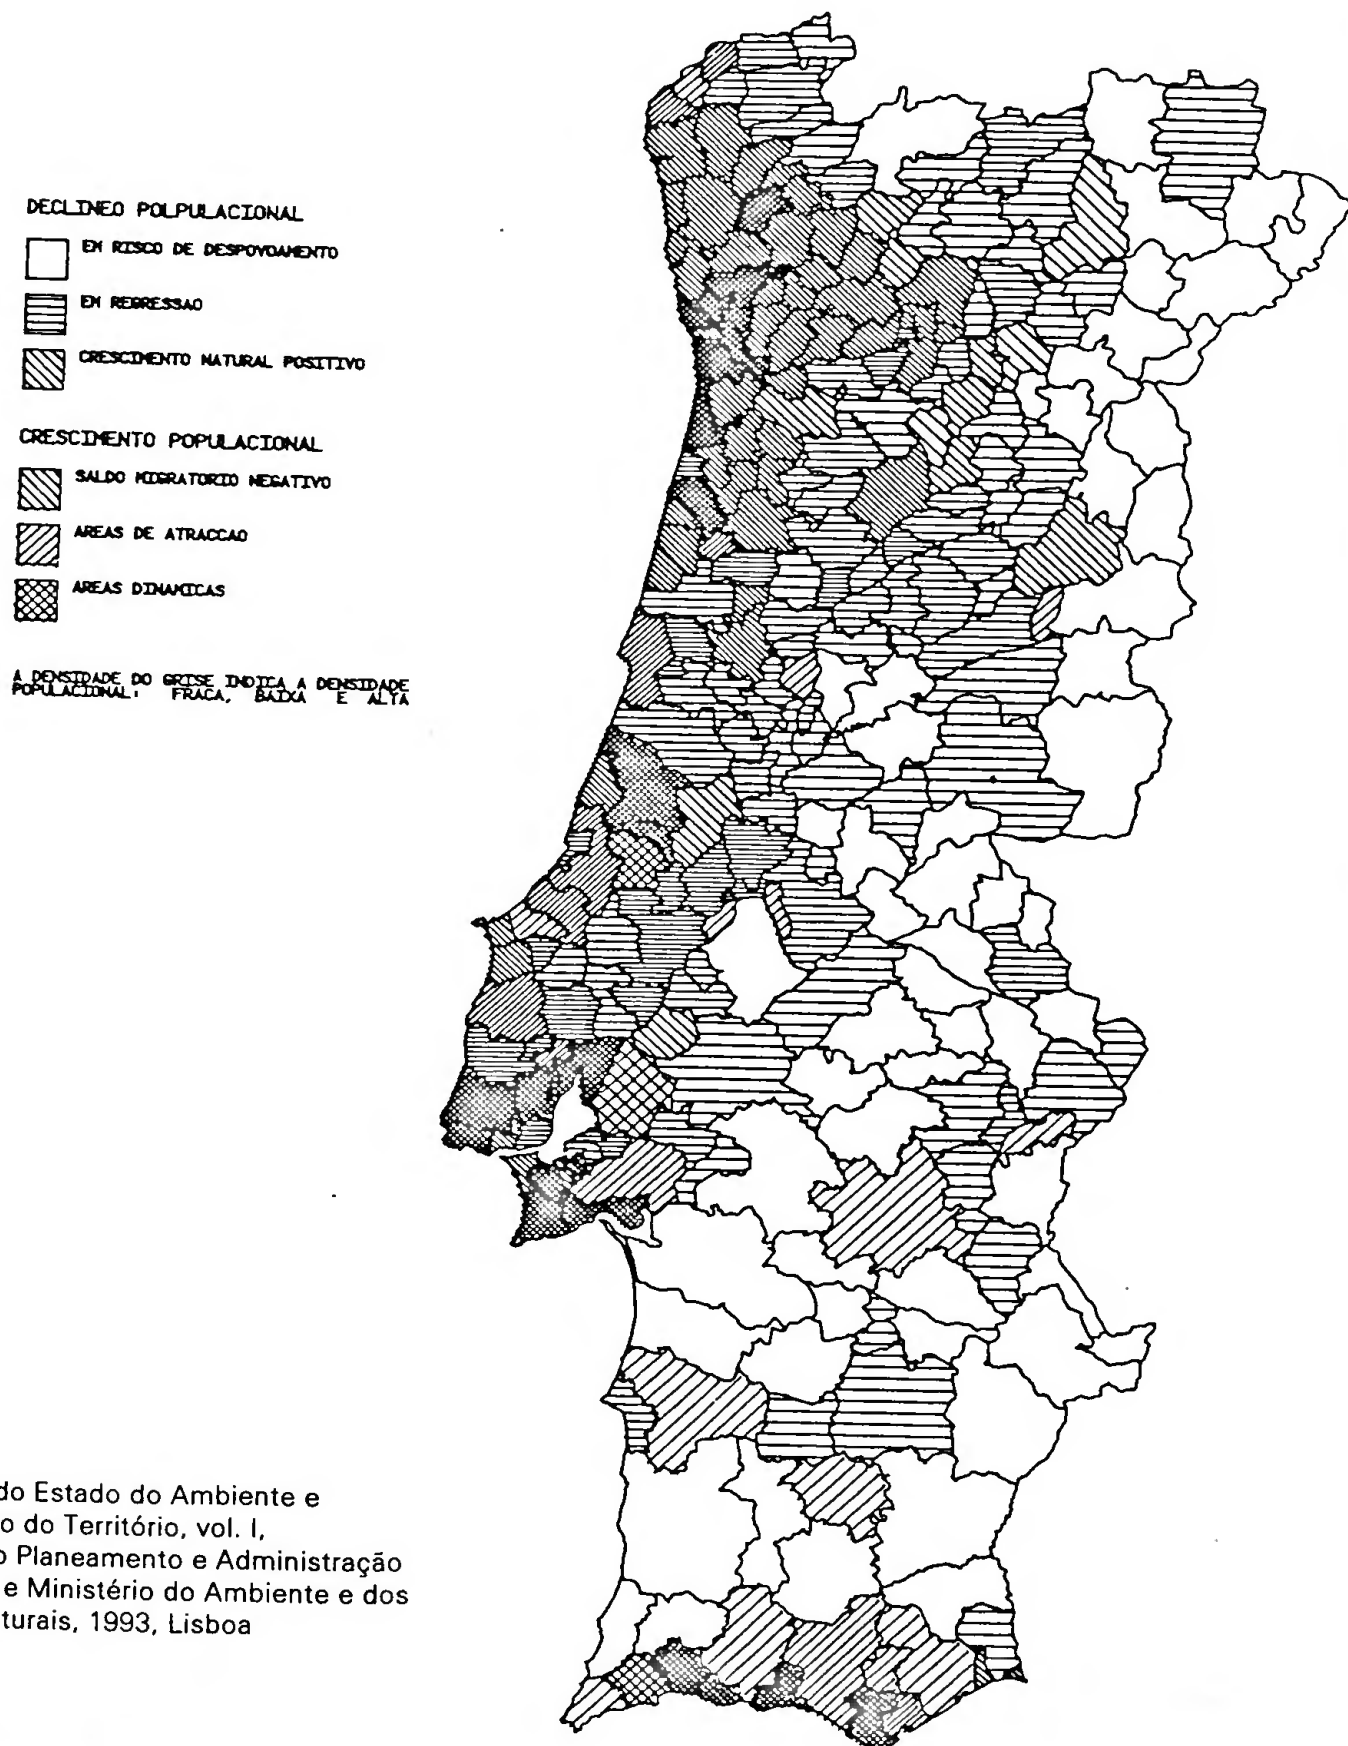 DECLINEO POLPULACIONAL
EM RISCO DE DESPOVOAMENTO
EM REGRESSAO
CRESCIMENTO NATURAL POSITIVO
CRESCIMENTO POPULACIONAL
SALDO MIGRATORIO NEGATIVO
AREAS DE ATRACCAO
AREAS DINAMICAS
A DENSIDADE DO GRISE INDICA A DENSIDADE
POPULACIONAL: FRACA, BAIXA E ALTA
do Estado do Ambiente e
o do Território, vol. I,
o Planeamento e Administração
e Ministério do Ambiente e dos
turais, 1993, Lisboa